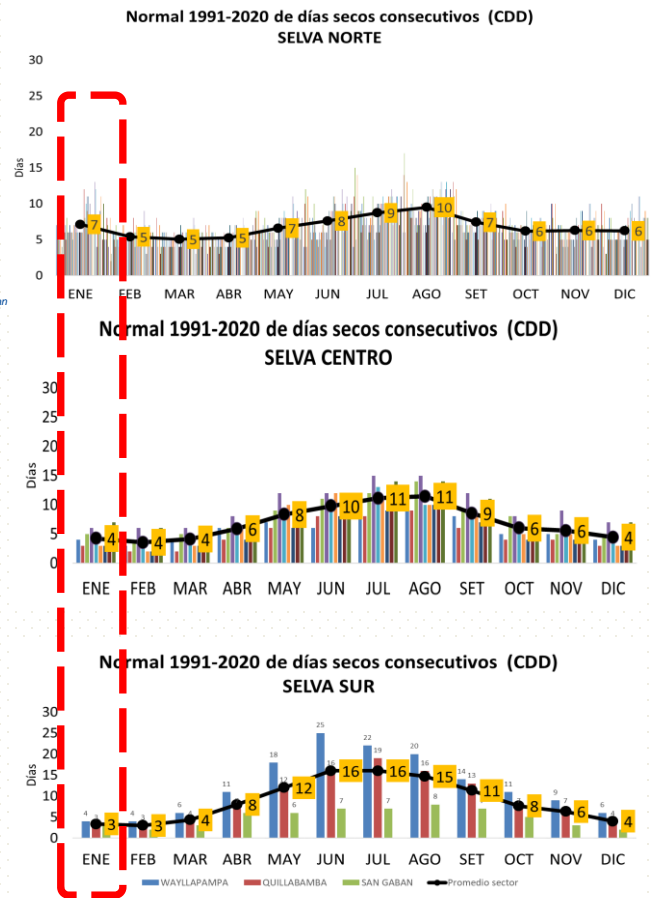 Normal 1991-2020 de días secos consecutivos (CDD)
SELVA NORTE
30
25
20
15
10
5
0
Días
7 5 5 5 7 8 9 10 7 6 6 6
ENE FEB MAR ABR MAY JUN JUL AGO SET OCT NOV DIC
Normal 1991-2020 de días secos consecutivos (CDD)
SELVA CENTRO
30
25
20
15
10
5
0
Días
4 4 4 6 8 10 11 11 9 6 6 4
ENE FEB MAR ABR MAY JUN JUL AGO SET OCT NOV DIC
Normal 1991-2020 de días secos consecutivos (CDD)
SELVA SUR
30
25
20
15
10
5
0
Días
4 4 6 11 18 25 22 20 14 11 9 6
12 16 19 16 13 7 7
6 7 7 8
3 3 4 8 12 16 16 15 11 8 6 4
ENE FEB MAR ABR MAY JUN JUL AGO SET OCT NOV DIC
WAYLLAPAMPA QUILLABAMBA SAN GABAN Promedio sector